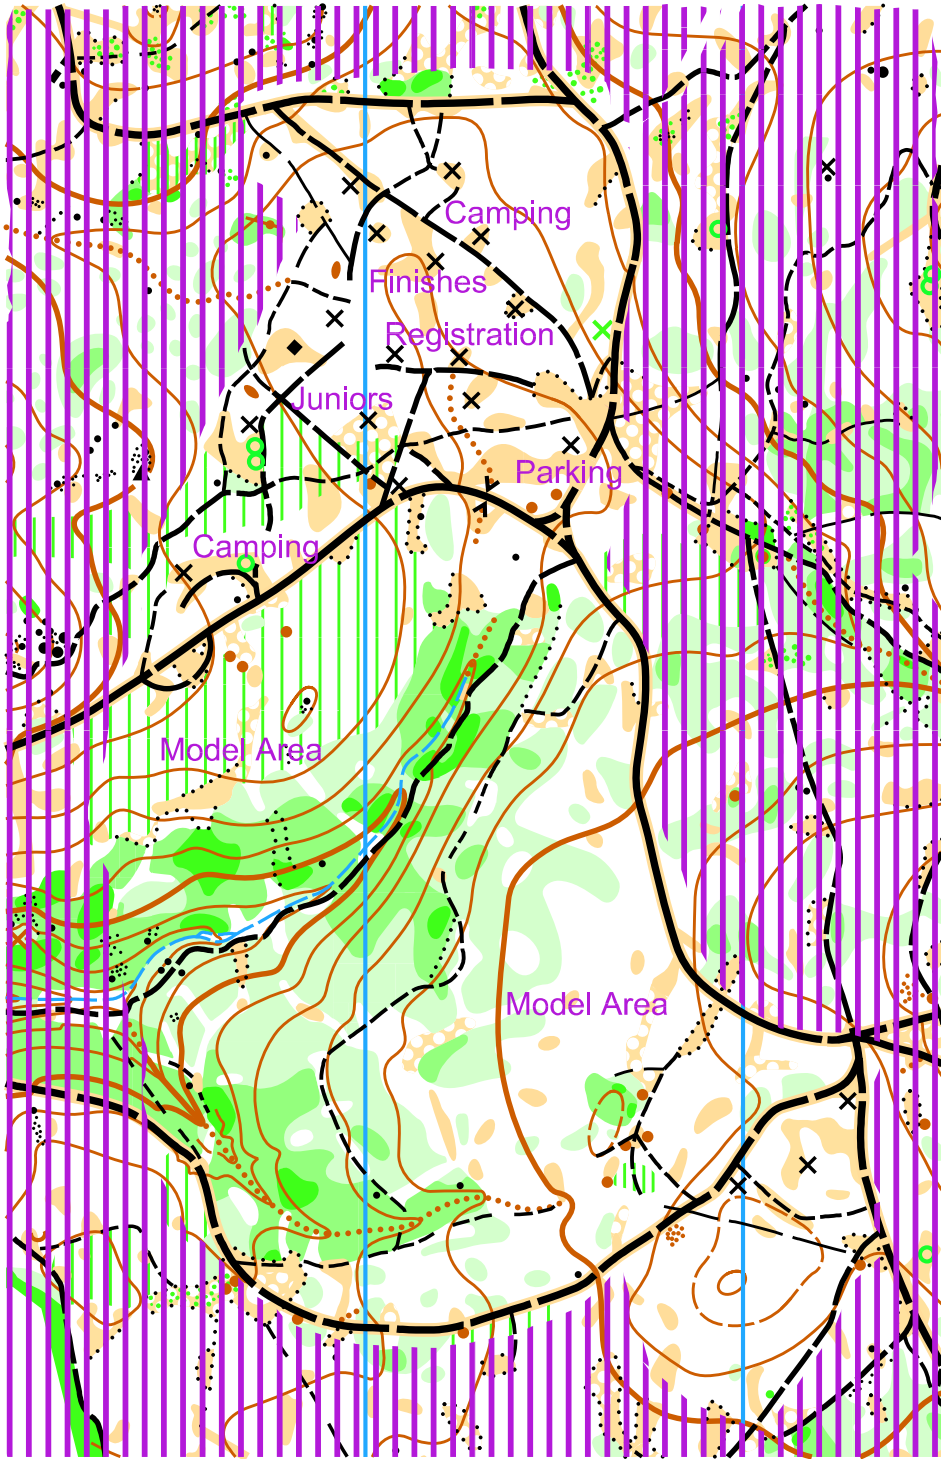 Camping
Finishes
Registration
Juniors
Parking
Camping
Model Area
Model Area